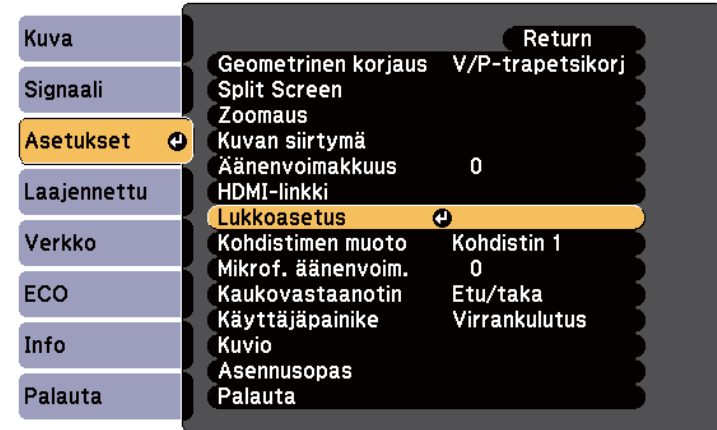 Kuva
Signaali
Asetukset
Laajennettu
Verkko
ECO
Info
Palauta
Return
Geometrinen korjaus V/P-trapetsikorj
Split Screen
Zoomaus
Kuvan siirtymä
Äänenvoimakkuus 0
HDMI-linkki
Lukkoasetus
Kohdistimen muoto Kohdistin 1
Mikrof. äänenvoim. 0
Kaukovastaanotin Etu/taka
Käyttäjäpainike Virrankulutus
Kuvio
Asennusopas
Palauta